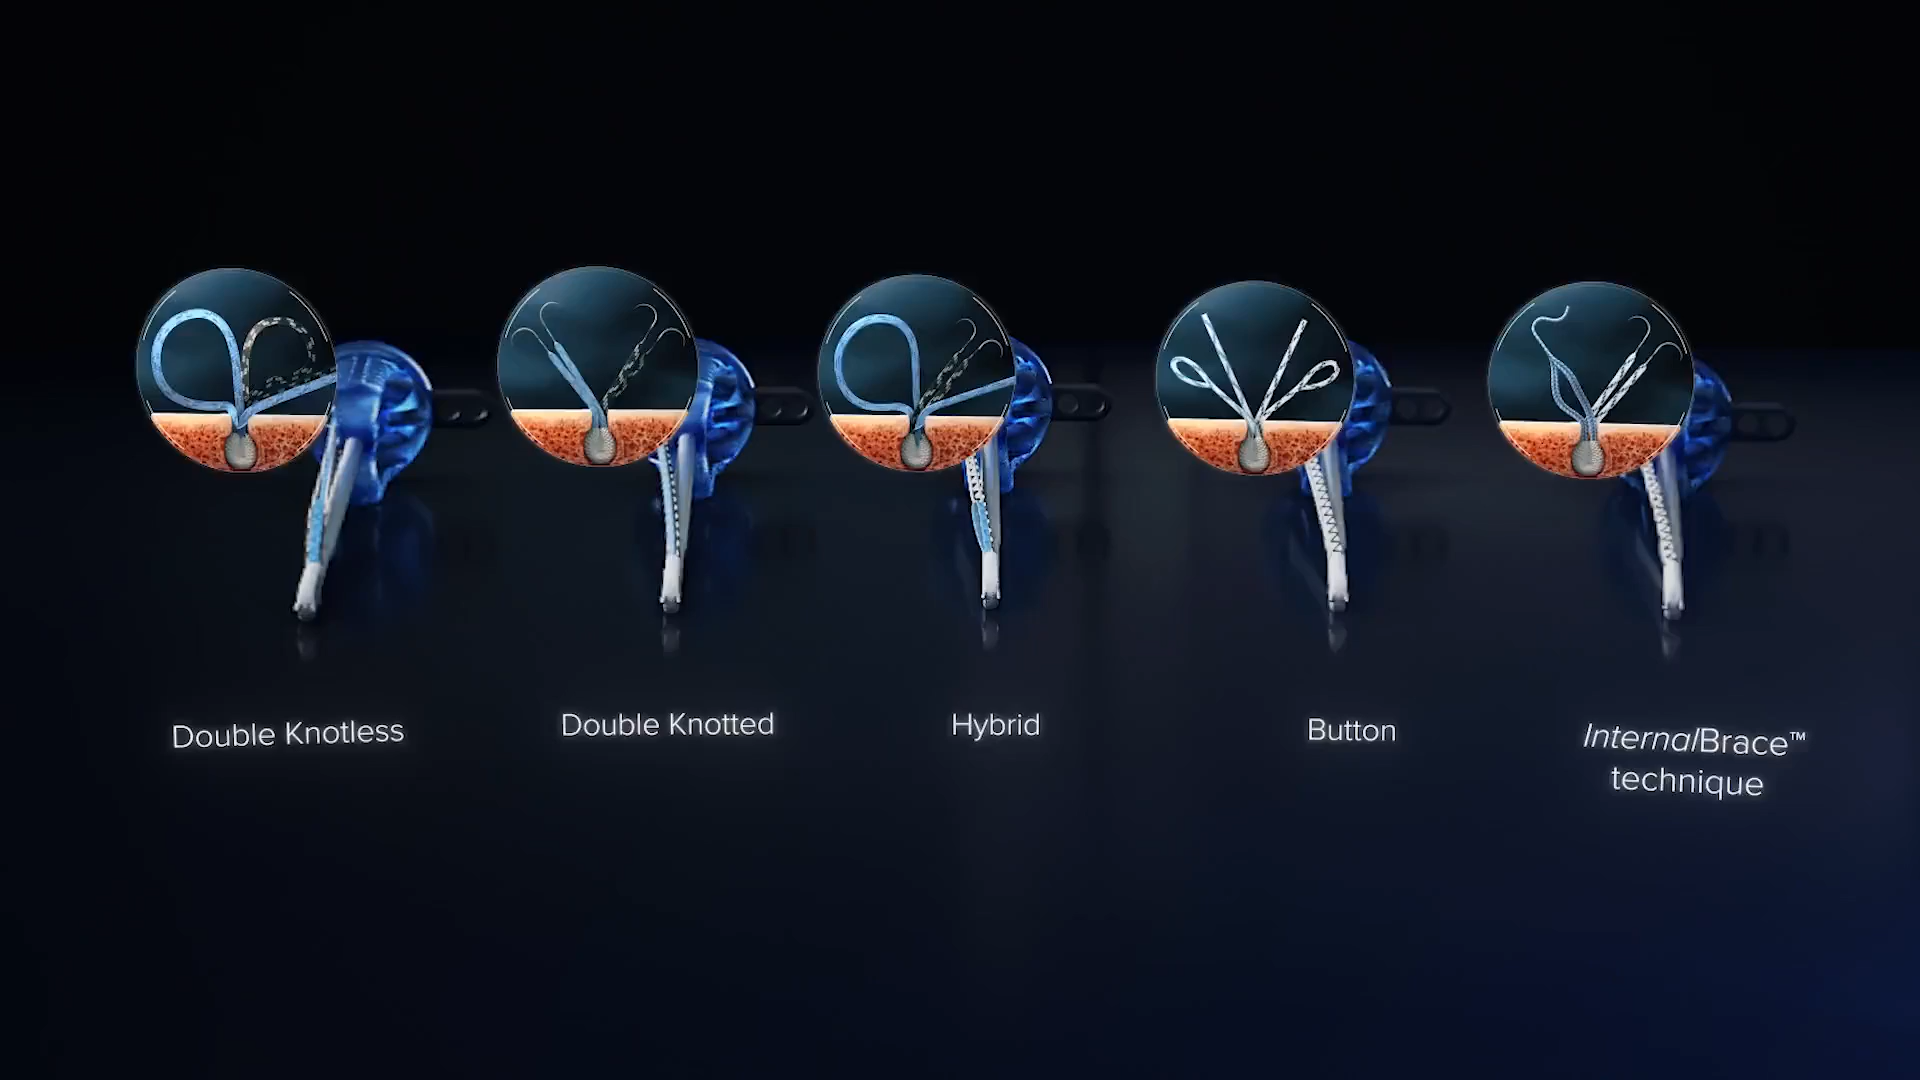 Double Knotless
Double Knotted
Hybrid
Button
InternalBrace™
technique